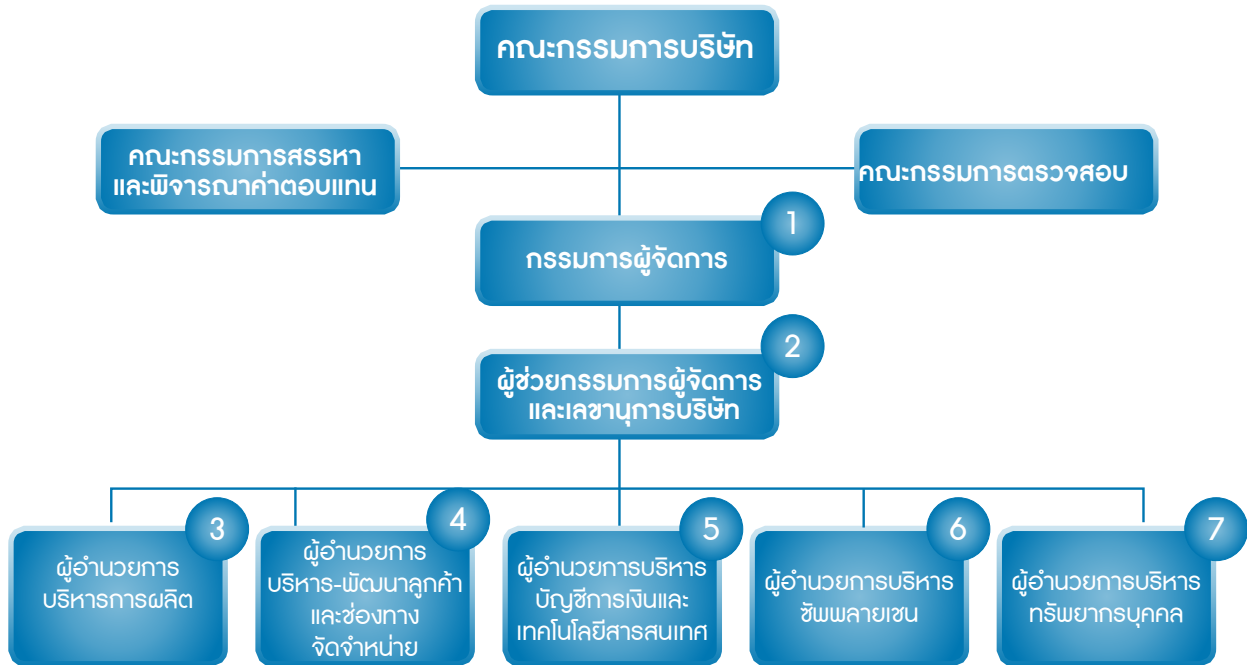 คณะกรรมการบริษัท
คณะกรรมการสรรหา
และพิจารณาค่าตอบแทน
คณะกรรมการตรวจสอบ
1
กรรมการผู้จัดการ
2
ผู้ช่วยกรรมการผู้จัดการ
และเลขานุการบริษัท
3
ผู้อำนวยการ
บริหารการผลิต
4
ผู้อำนวยการ
บริหาร-พัฒนาลูกค้า
และช่องทาง
จัดจำหน่าย
5
ผู้อำนวยการบริหาร
บัญชีการเงินและ
เทคโนโลยีสารสนเทศ
6
ผู้อำนวยการบริหาร
ซัพพลายเชน
7
ผู้อำนวยการบริหาร
ทรัพยากรบุคคล